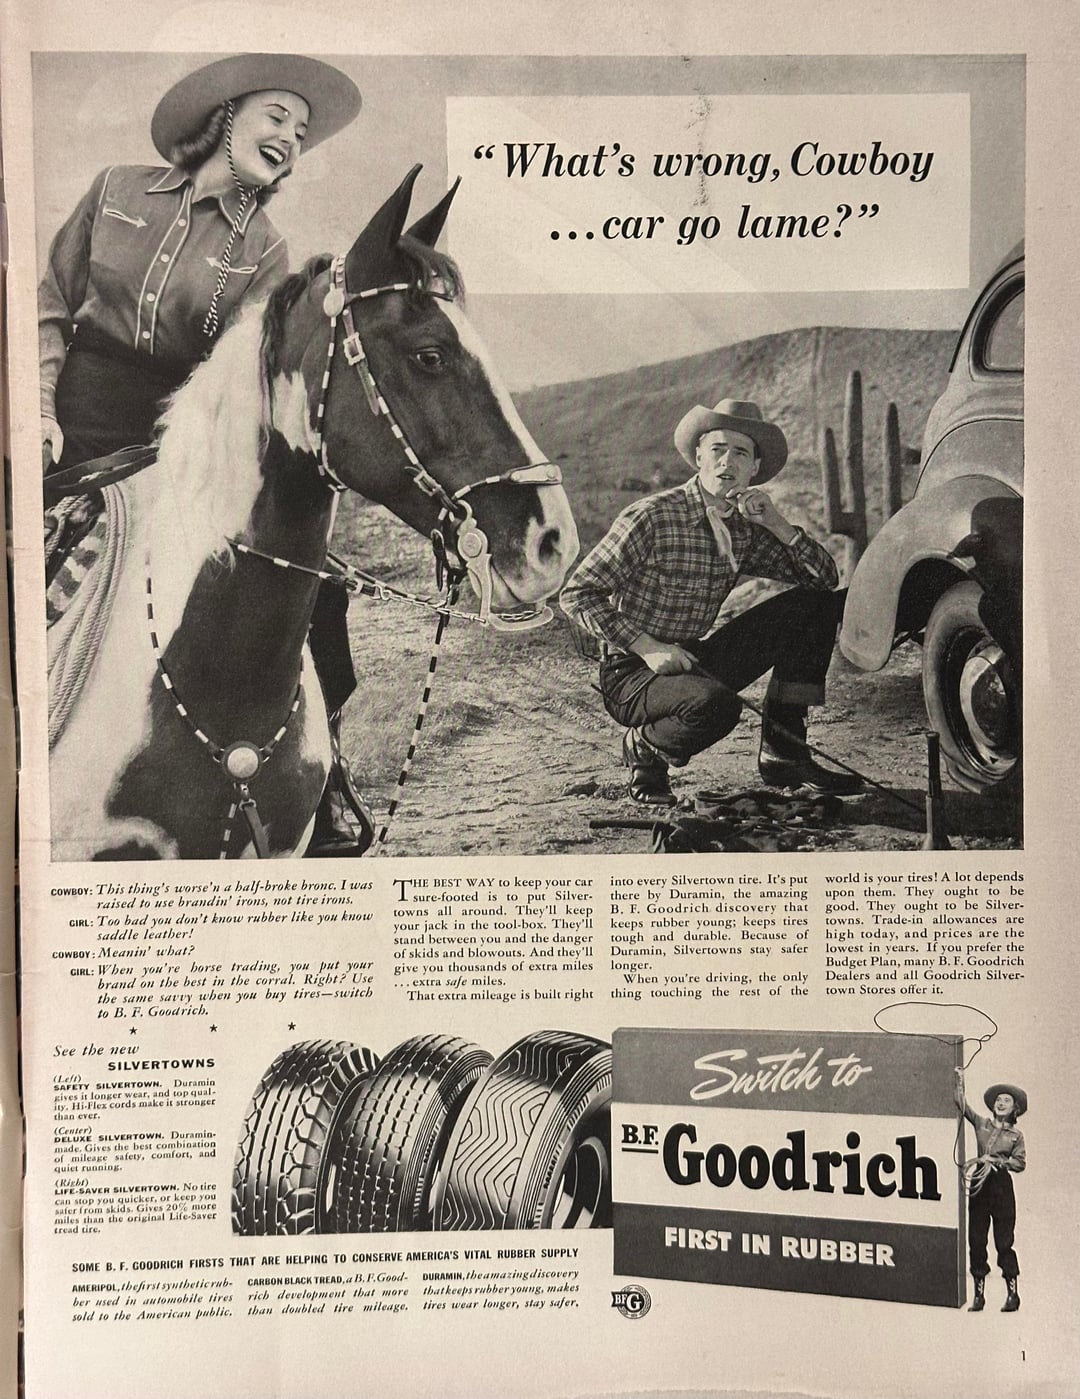 “What's wrong, Cowboy
...car go lame?”
COWBOY: This thing's worse'n a half-broke bronc. I was
raised to use brandin' irons, not tire irons.
GIRL: Too bad you don't know rubber like you know
saddle leather!
COWBOY: Meanin' what?
GIRL: When you're horse trading, you put your
brand on the best in the corral. Right? Use
the same savvy when you buy tires—switch
to B. F. Goodrich.
THE BEST WAY to keep your car
sure-footed is to put Silver-
towns all around. They'll keep
your jack in the tool-box. They'll
stand between you and the danger
of skids and blowouts. And they'll
give you thousands of extra miles
...extra safe miles.
That extra mileage is built right
into every Silvertown tire. It's put
there by Duramin, the amazing
B. F. Goodrich discovery that
keeps rubber young; keeps tires
tough and durable. Because of
Duramin, Silvertowns stay safer
longer.
When you're driving, the only
thing touching the rest of the
world is your tires! A lot depends
upon them. They ought to be
good. They ought to be Silver-
towns. Trade-in allowances are
high today, and prices are the
lowest in years. If you prefer the
Budget Plan, many B. F. Goodrich
Dealers and all Goodrich Silver-
town Stores offer it.
See the new
SILVERTOWNS
(Left)
SAFETY SILVERTOWN. Duramin
gives it longer wear, and top qual-
ity. Hi-Flex cords make it stronger
than ever.
(Center)
DELUXE SILVERTOWN. Duramin-
made. Gives the best combination
of mileage safety, comfort, and
quiet running.
(Right)
LIFE-SAVER SILVERTOWN. No tire
can stop you quicker, or keep you
safer from skids. Gives 20% more
miles than the original Life-Saver
tread tire.
Switch to
B.F. Goodrich
FIRST IN RUBBER
SOME B. F. GOODRICH FIRSTS THAT ARE HELPING TO CONSERVE AMERICA'S VITAL RUBBER SUPPLY
AMERIPOL, the first synthetic rub-
ber used in automobile tires
sold to the American public.
CARBON BLACK TREAD, a B. F. Good-
rich development that more
than doubled tire mileage.
DURAMIN, the amazing discovery
that keeps rubber young, makes
tires wear longer, stay safer.
BFG
1